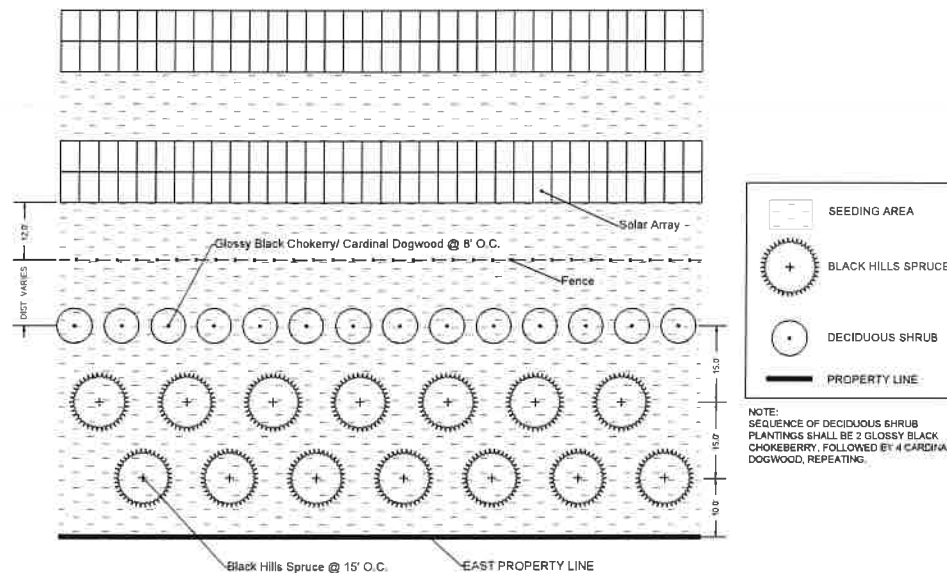 Solar Array
12.0'
Glossy Black Chokerry/ Cardinal Dogwood @ 8' O.C.
Fence
DIST VARIES
15.0'
15.0'
10.0'
Black Hills Spruce @ 15' O.C.
EAST PROPERTY LINE
SEEDING AREA
BLACK HILLS SPRUCE
DECIDUOUS SHRUB
PROPERTY LINE
NOTE:
SEQUENCE OF DECIDUOUS SHRUB
PLANTINGS SHALL BE 2 GLOSSY BLACK
CHOKEBERRY, FOLLOWED BY 4 CARDINA
DOGWOOD, REPEATING.